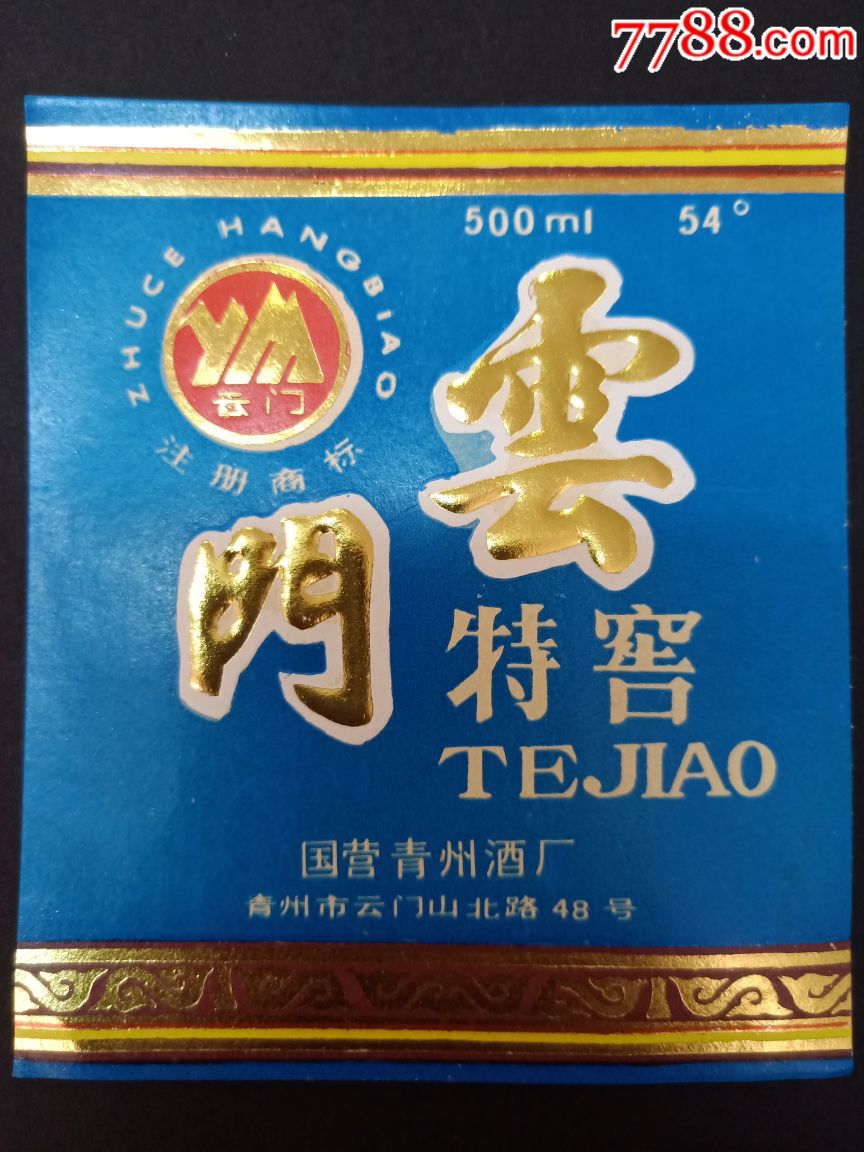 7788.com
500ml 54°
ZHUCE HANGBIAO
YM
云门
注册商标
雲
門
特窖
TEJIAO
国营青州酒厂
青州市云门山北路48号